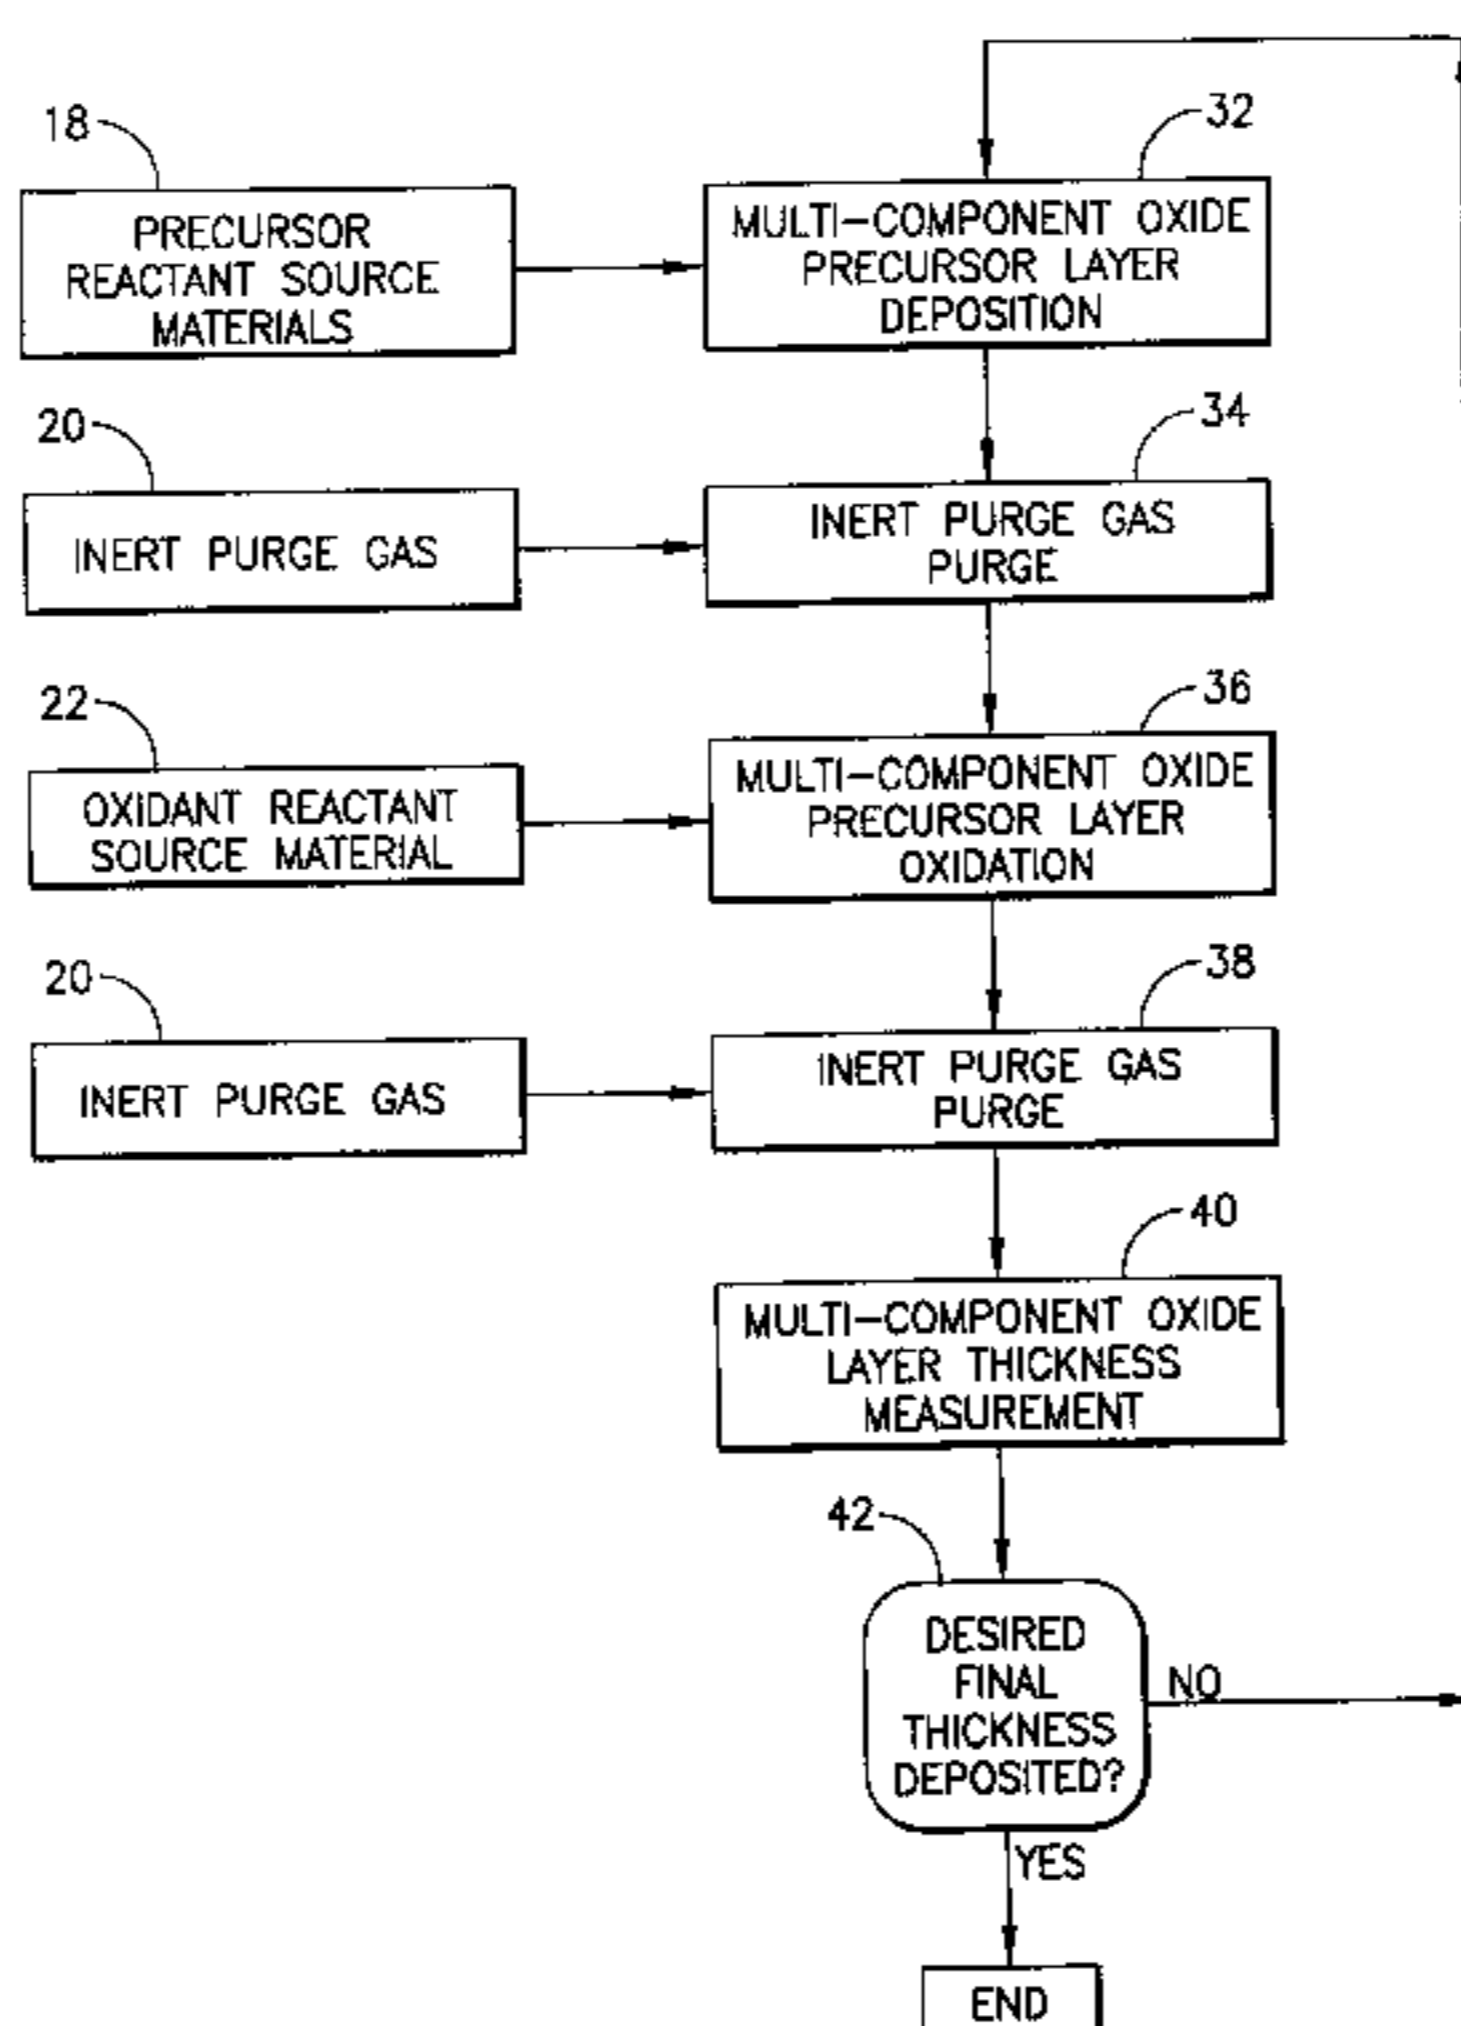 18
PRECURSOR
REACTANT SOURCE
MATERIALS
32
MULTI-COMPONENT OXIDE
PRECURSOR LAYER
DEPOSITION
20
INERT PURGE GAS
34
INERT PURGE GAS
PURGE
22
OXIDANT REACTANT
SOURCE MATERIAL
36
MULTI-COMPONENT OXIDE
PRECURSOR LAYER
OXIDATION
20
INERT PURGE GAS
38
INERT PURGE GAS
PURGE
40
MULTI-COMPONENT OXIDE
LAYER THICKNESS
MEASUREMENT
42
DESIRED
FINAL
THICKNESS
DEPOSITED?
NO
YES
END